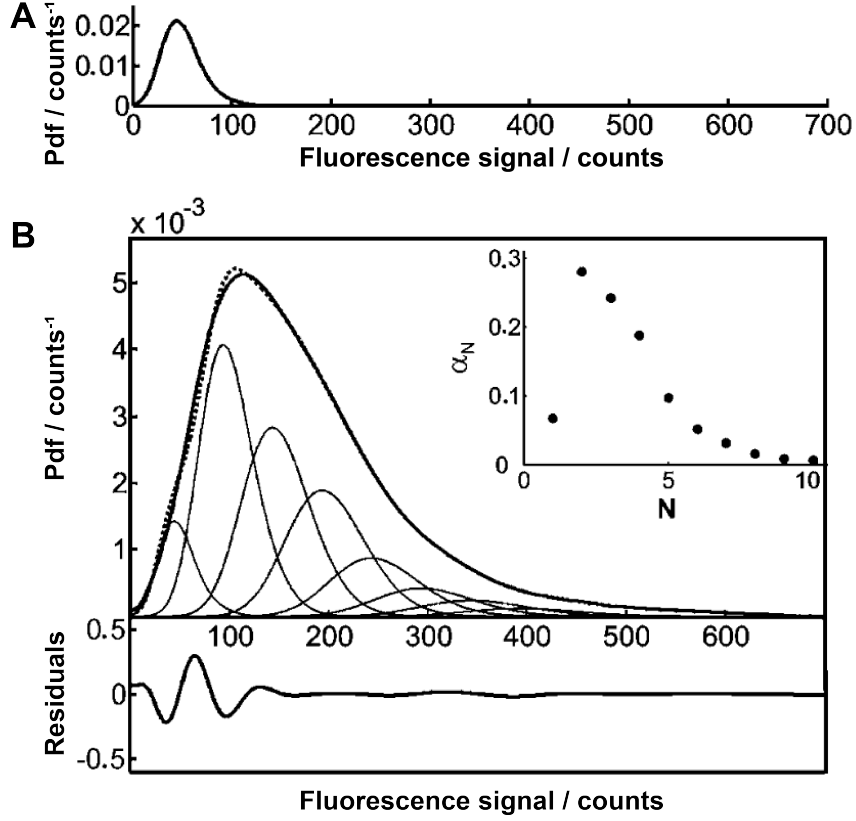 A
Pdf / counts-1
0.02
0.01
0
0 100 200 300 400 500 600 700
Fluorescence signal / counts
B
x 10-3
Pdf / counts-1
5
4
3
2
1
αN
0.3
0.2
0.1
0
0 5 10
N
100 200 300 400 500 600
Residuals
0.5
0
-0.5
Fluorescence signal / counts